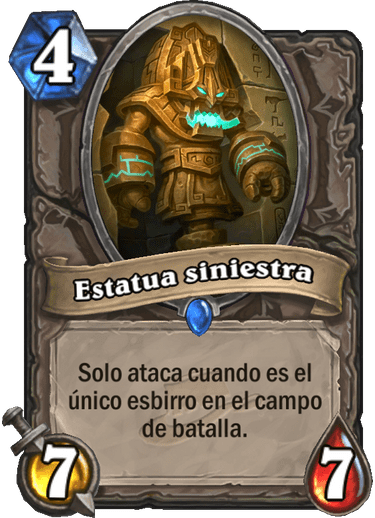 4
Estatua siniestra
Solo ataca cuando es el
único esbirro en el campo
de batalla.
7
7